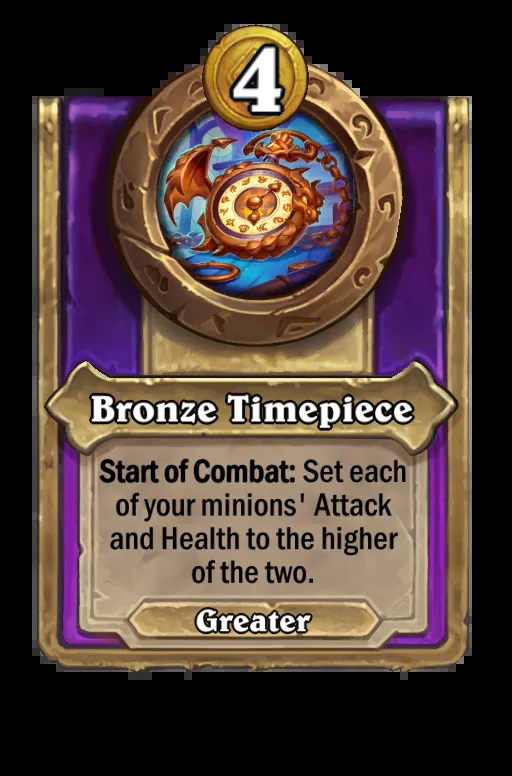 4
Bronze Timepiece
Start of Combat: Set each
of your minions' Attack
and Health to the higher
of the two.
Greater